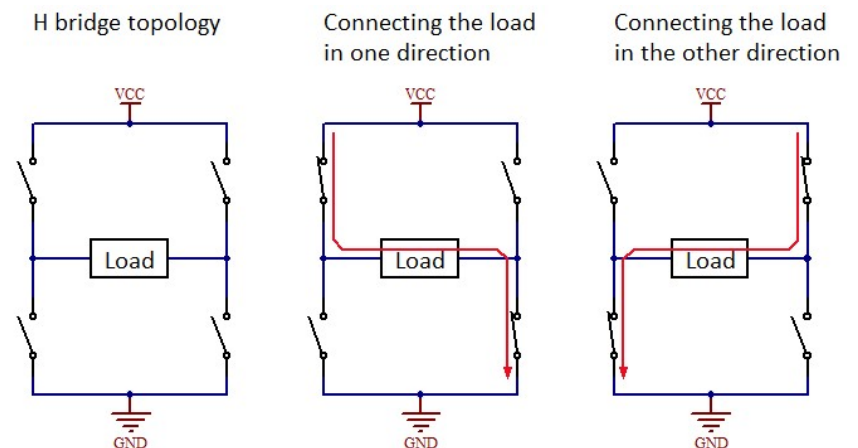 H bridge topology
Connecting the load
in one direction
Connecting the load
in the other direction
VCC
VCC
VCC
Load
Load
Load
GND
GND
GND